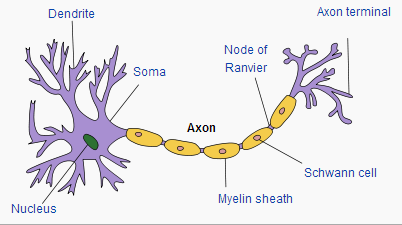 Dendrite
Axon terminal
Node of
Ranvier
Soma
Axon
Schwann cell
Myelin sheath
Nucleus